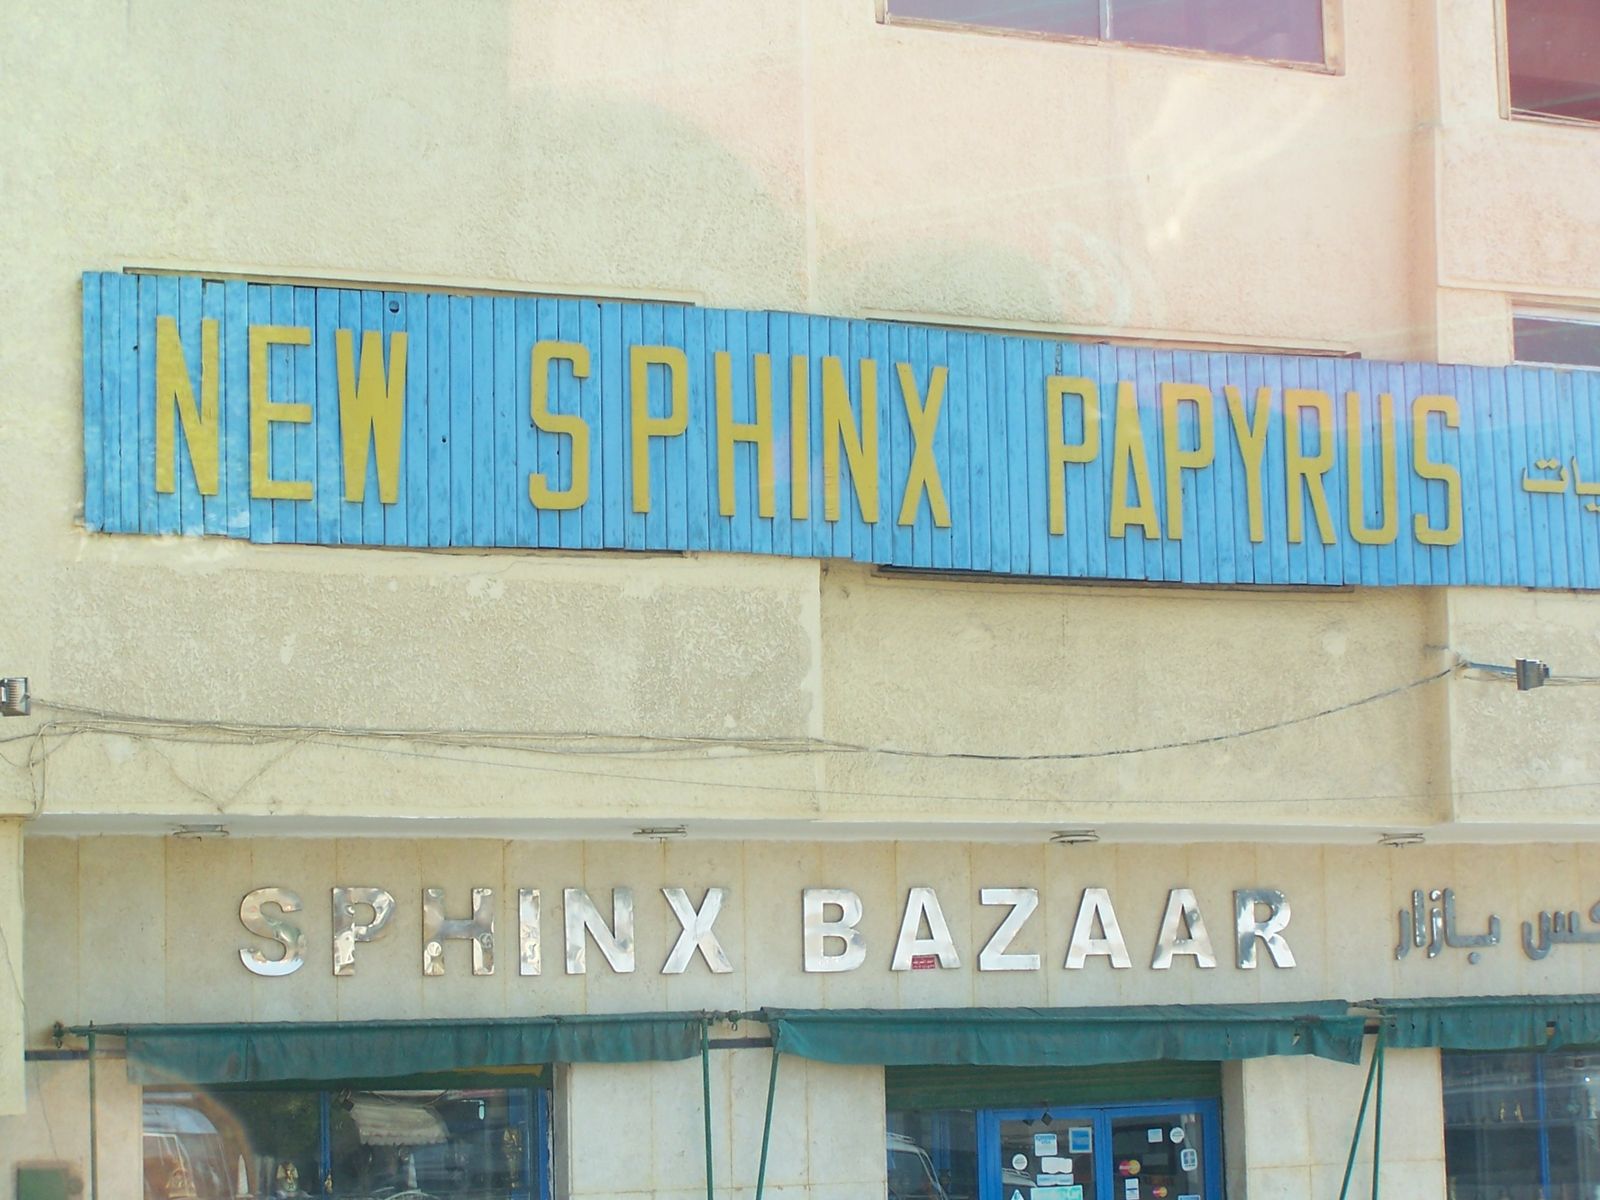 NEW SPHINX PAPYRUS
SPHINX BAZAAR بازار